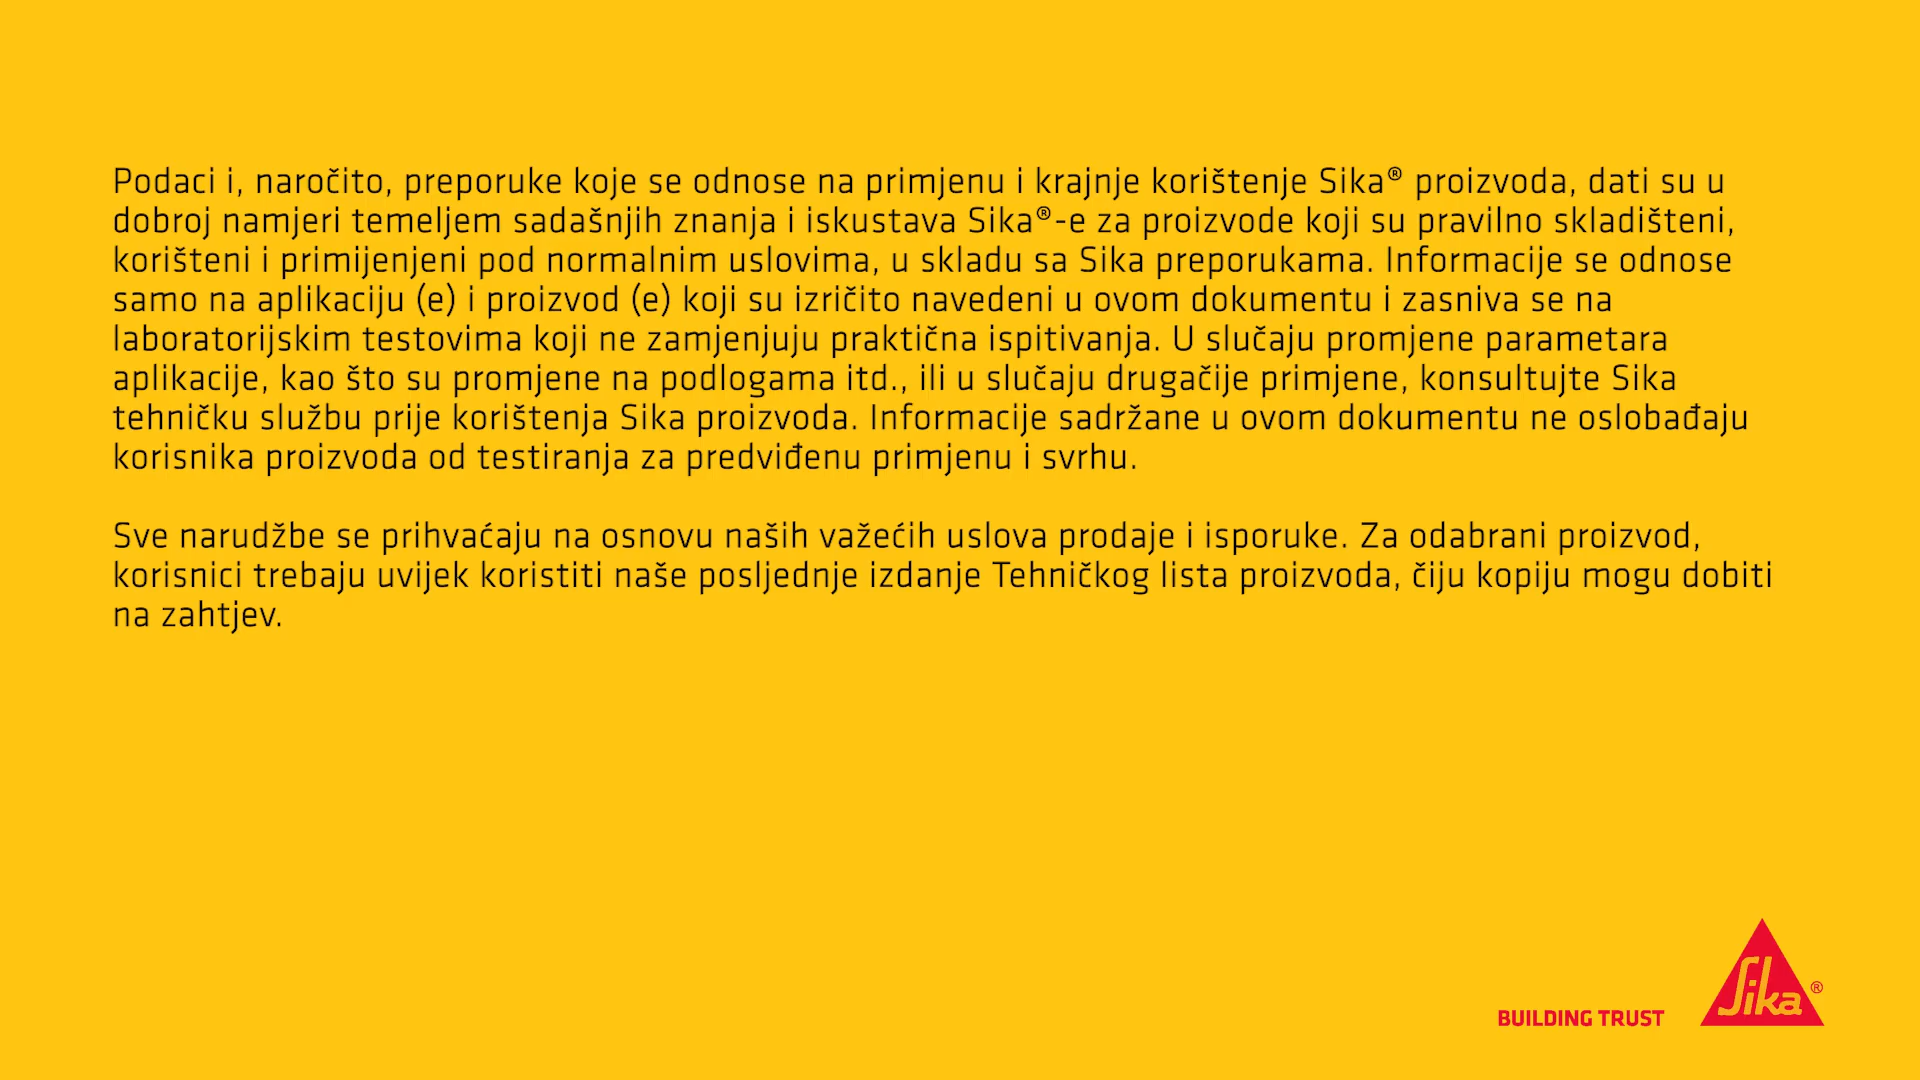 Podaci i, naročito, preporuke koje se odnose na primjenu i krajnje korištenje Sika® proizvoda, dati su u
dobroj namjeri temeljem sadašnjih znanja i iskustava Sika®-e za proizvode koji su pravilno skladišteni,
korišteni i primijenjeni pod normalnim uslovima, u skladu sa Sika preporukama. Informacije se odnose
samo na aplikaciju (e) i proizvod (e) koji su izričito navedeni u ovom dokumentu i zasniva se na
laboratorijskim testovima koji ne zamjenjuju praktična ispitivanja. U slučaju promjene parametara
aplikacije, kao što su promjene na podlogama itd., ili u slučaju drugačije primjene, konsultujte Sika
tehničku službu prije korištenja Sika proizvoda. Informacije sadržane u ovom dokumentu ne oslobađaju
korisnika proizvoda od testiranja za predviđenu primjenu i svrhu.
Sve narudžbe se prihvaćaju na osnovu naših važećih uslova prodaje i isporuke. Za odabrani proizvod,
korisnici trebaju uvijek koristiti naše posljednje izdanje Tehničkog lista proizvoda, čiju kopiju mogu dobiti
na zahtjev.
BUILDING TRUST
Sika®